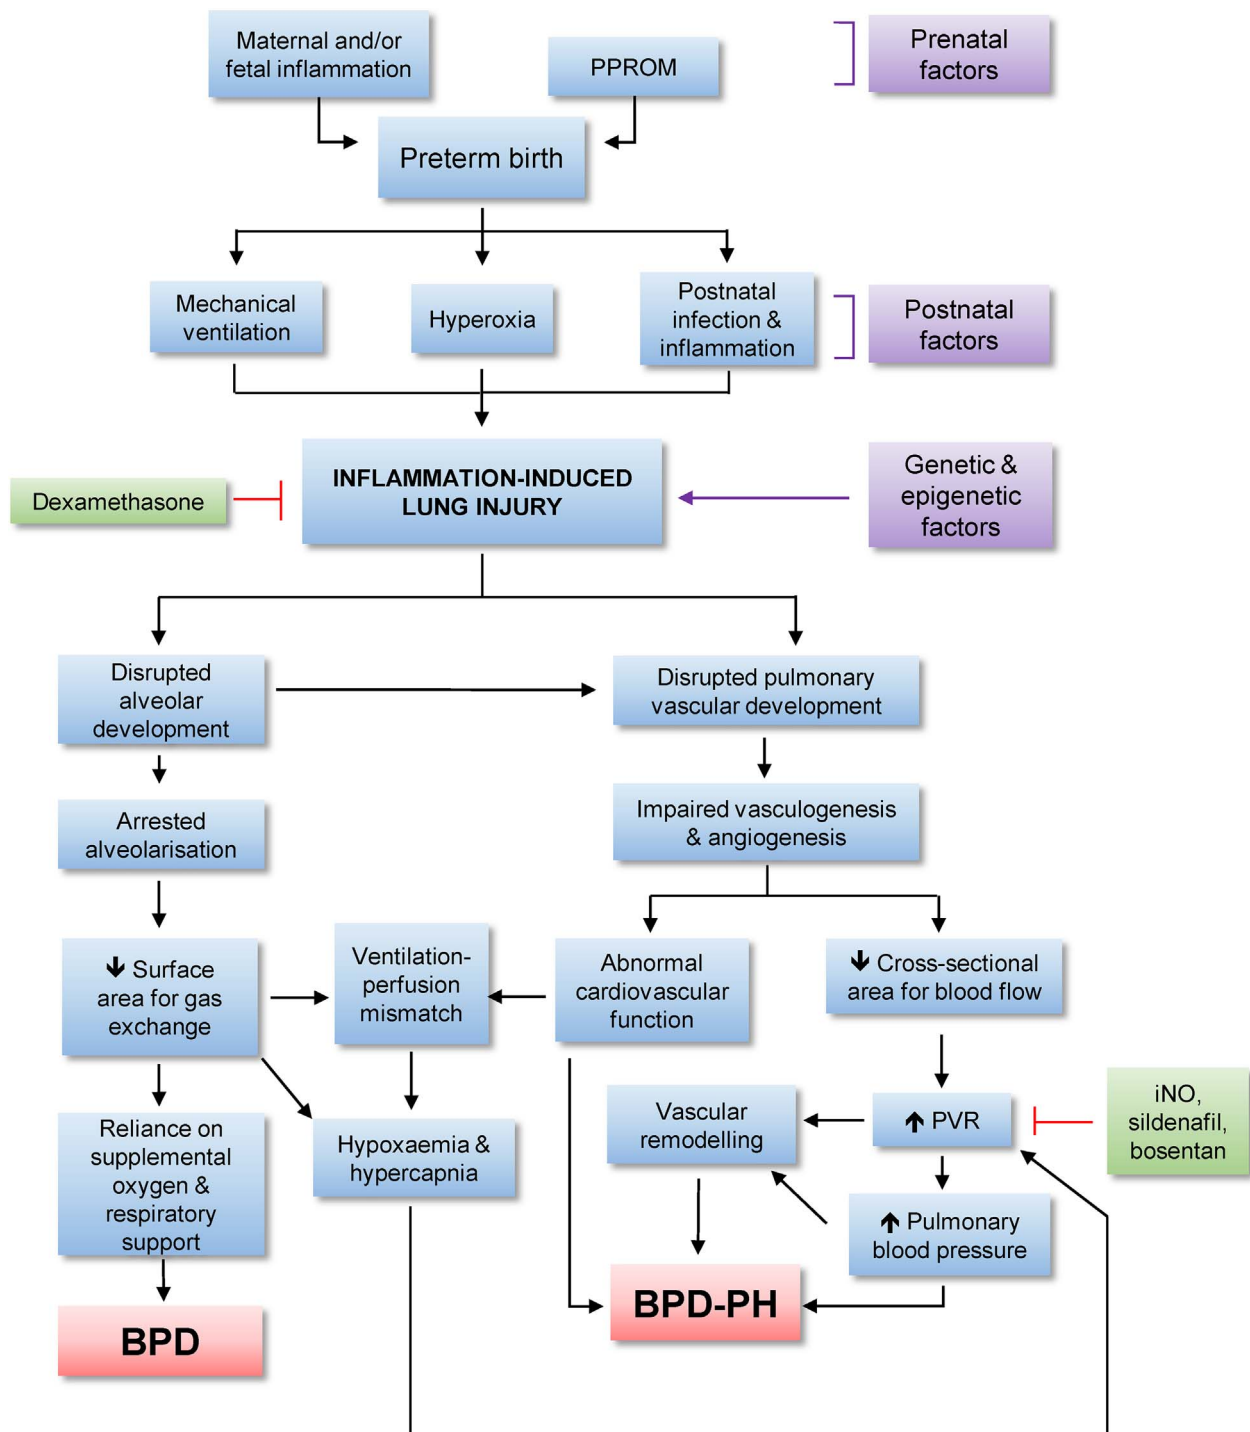 Maternal and/or
fetal inflammation
PPROM
Prenatal
factors
Preterm birth
Mechanical
ventilation
Hyperoxia
Postnatal
infection &
inflammation
Postnatal
factors
Dexamethasone
INFLAMMATION-INDUCED
LUNG INJURY
Genetic &
epigenetic
factors
Disrupted
alveolar
development
Disrupted pulmonary
vascular development
Arrested
alveolarisation
Impaired vasculogenesis
& angiogenesis
↓ Surface
area for gas
exchange
Ventilation-
perfusion
mismatch
Abnormal
cardiovascular
function
↓ Cross-sectional
area for blood flow
Reliance on
supplemental
oxygen &
respiratory
support
Hypoxaemia &
hypercapnia
Vascular
remodelling
↑ PVR
iNO,
sildenafil,
bosentan
↑ Pulmonary
blood pressure
BPD
BPD-PH